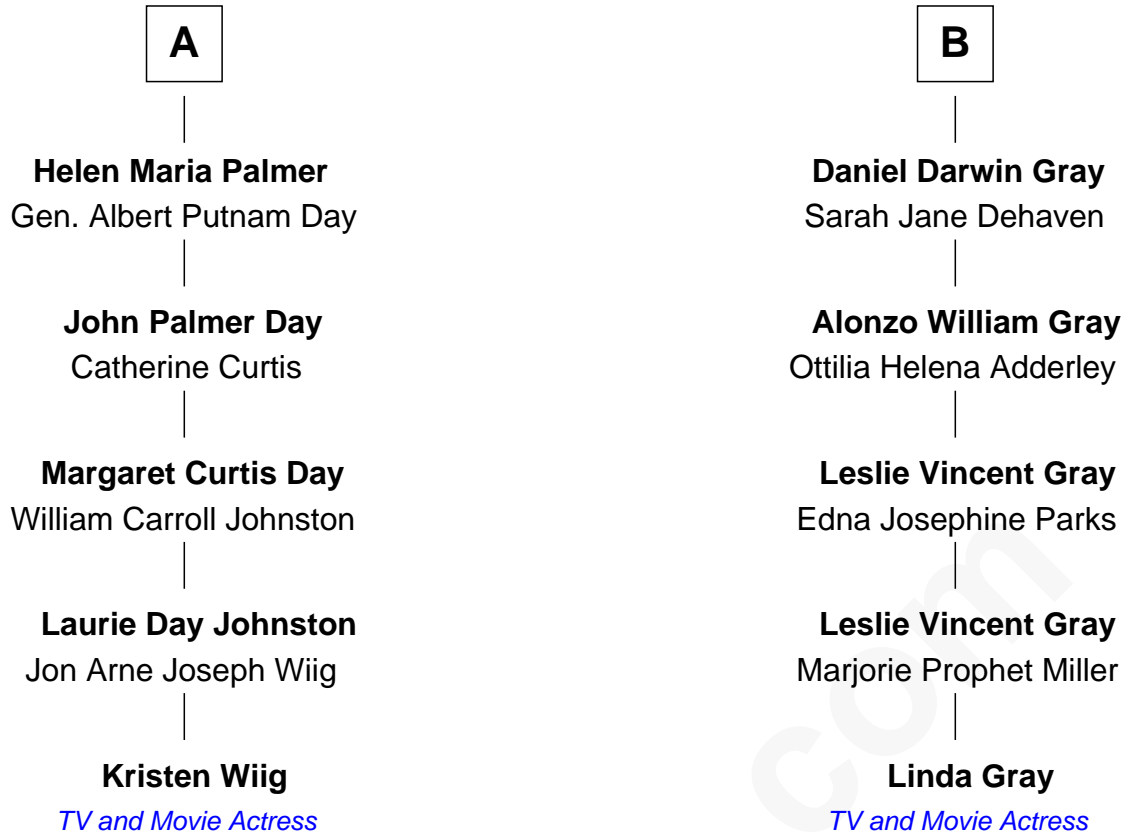 A
Helen Maria Palmer
Gen. Albert Putnam Day
John Palmer Day
Catherine Curtis
Margaret Curtis Day
William Carroll Johnston
Laurie Day Johnston
Jon Arne Joseph Wiig
Kristen Wiig
TV and Movie Actress
B
Daniel Darwin Gray
Sarah Jane Dehaven
Alonzo William Gray
Ottilia Helena Adderley
Leslie Vincent Gray
Edna Josephine Parks
Leslie Vincent Gray
Marjorie Prophet Miller
Linda Gray
TV and Movie Actress
com